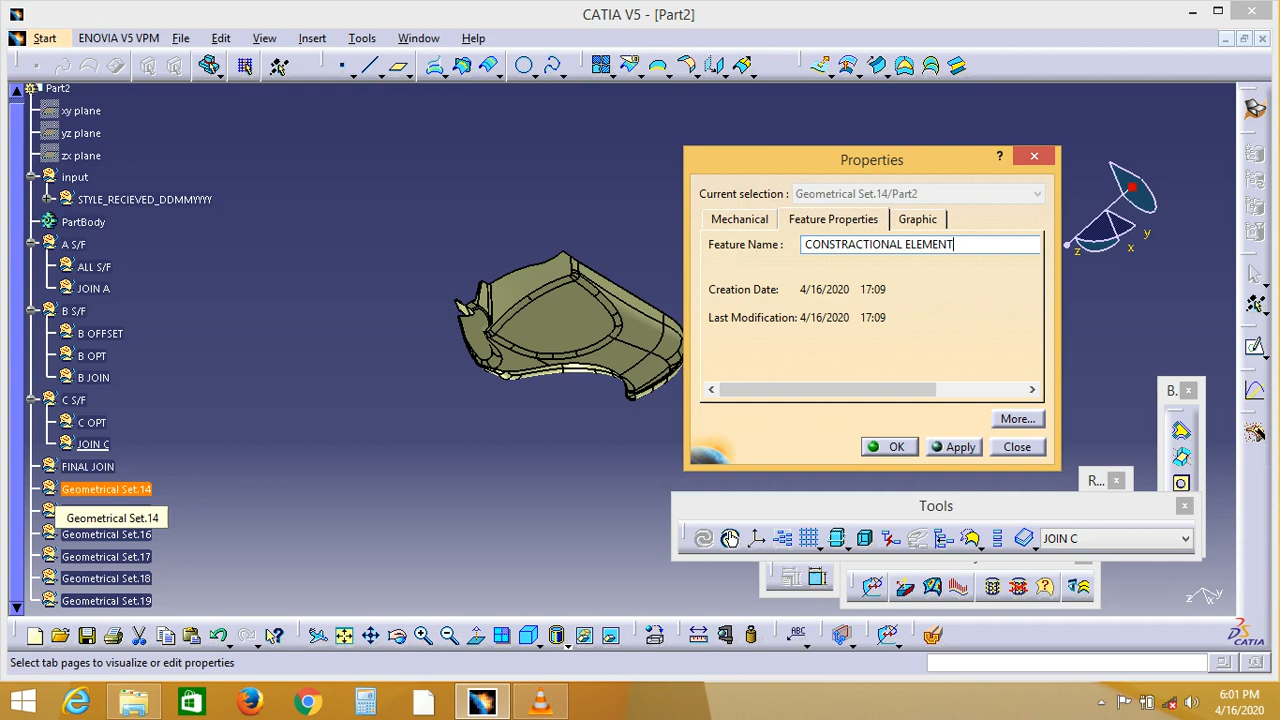 CATIA V5 - [Part2]
Start ENOVIA V5 VPM File Edit View Insert Tools Window Help
Part2
xy plane
yz plane
zx plane
input
STYLE_RECIEVED_DDMMYYYY
PartBody
A S/F
ALL S/F
JOIN A
B S/F
B OFFSET
B OPT
B JOIN
C S/F
C OPT
JOIN C
FINAL JOIN
Geometrical Set.14
Geometrical Set.14
Geometrical Set.16
Geometrical Set.17
Geometrical Set.18
Geometrical Set.19
Properties
?
Current selection : Geometrical Set.14/Part2
Mechanical Feature Properties Graphic
Feature Name : CONSTRACTIONAL ELEMENT
Creation Date: 4/16/2020 17:09
Last Modification: 4/16/2020 17:09
More...
OK Apply Close
x y z
B.
R...
Tools
JOIN C
z x y
ABC
DS CATIA
Select tab pages to visualize or edit properties
6:01 PM
4/16/2020